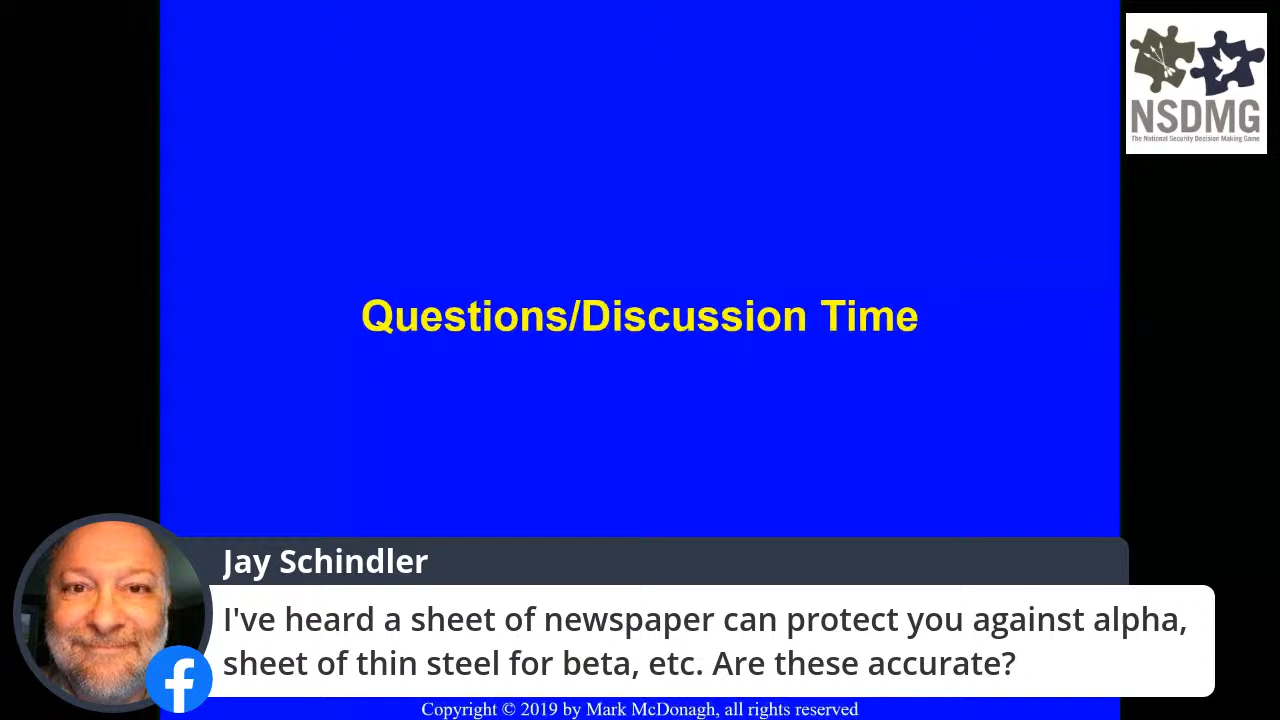 NSDMG
The National Security Decision Making Game
Questions/Discussion Time
Jay Schindler
I've heard a sheet of newspaper can protect you against alpha,
sheet of thin steel for beta, etc. Are these accurate?
Copyright © 2019 by Mark McDonagh, all rights reserved